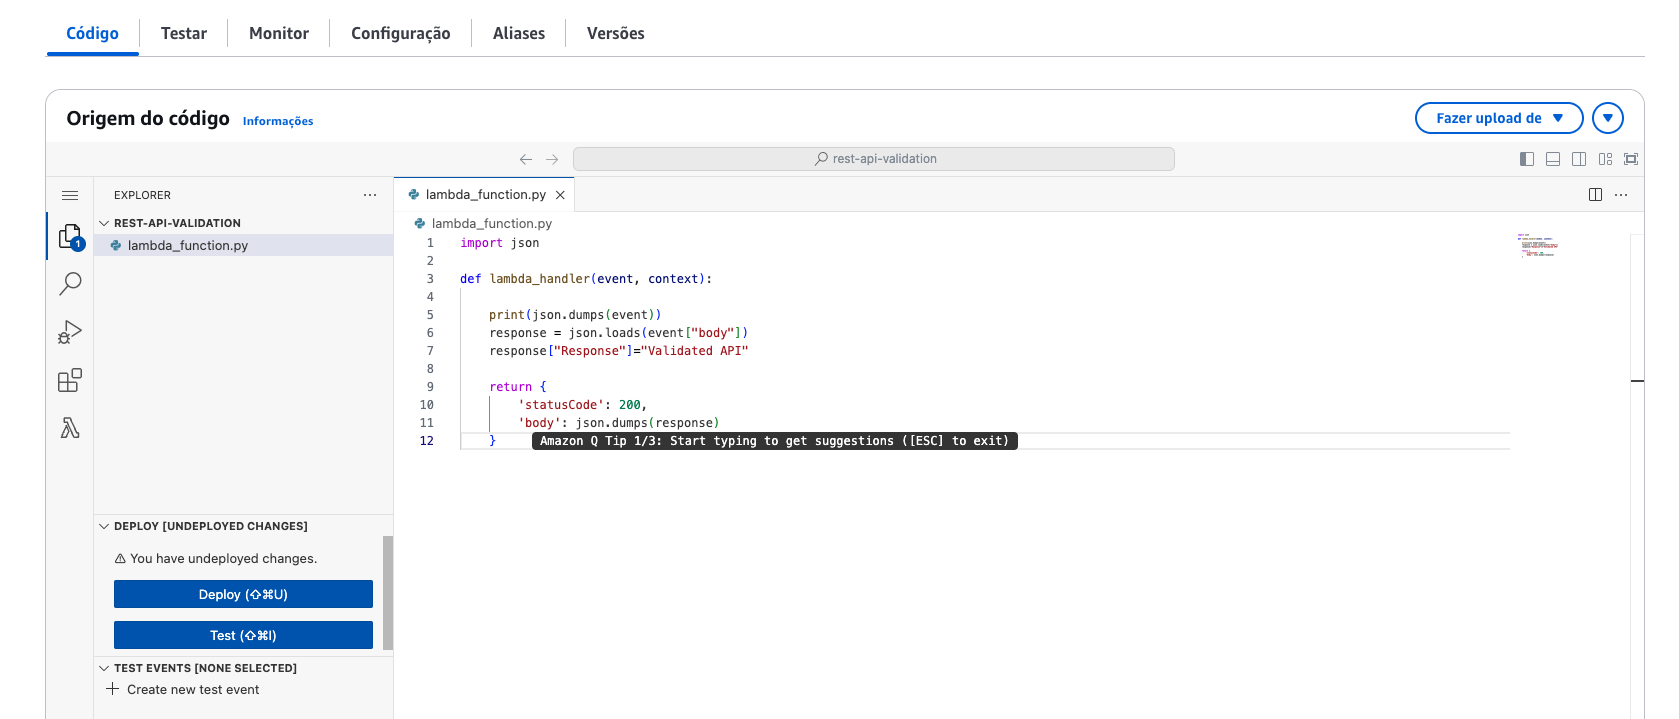 Código Testar Monitor Configuração Aliases Versões
Origem do código Informações Fazer upload de
rest-api-validation
EXPLORER
REST-API-VALIDATION
lambda_function.py
1
DEPLOY [UNDEPLOYED CHANGES]
You have undeployed changes.
Deploy (⇧⌘U)
Test (⇧⌘I)
TEST EVENTS [NONE SELECTED]
Create new test event
lambda_function.py
lambda_function.py
1 import json
2
3 def lambda_handler(event, context):
4
5     print(json.dumps(event))
6     response = json.loads(event["body"])
7     response["Response"]="Validated API"
8
9     return {
10         'statusCode': 200,
11         'body': json.dumps(response)
12     } Amazon Q Tip 1/3: Start typing to get suggestions ([ESC] to exit)